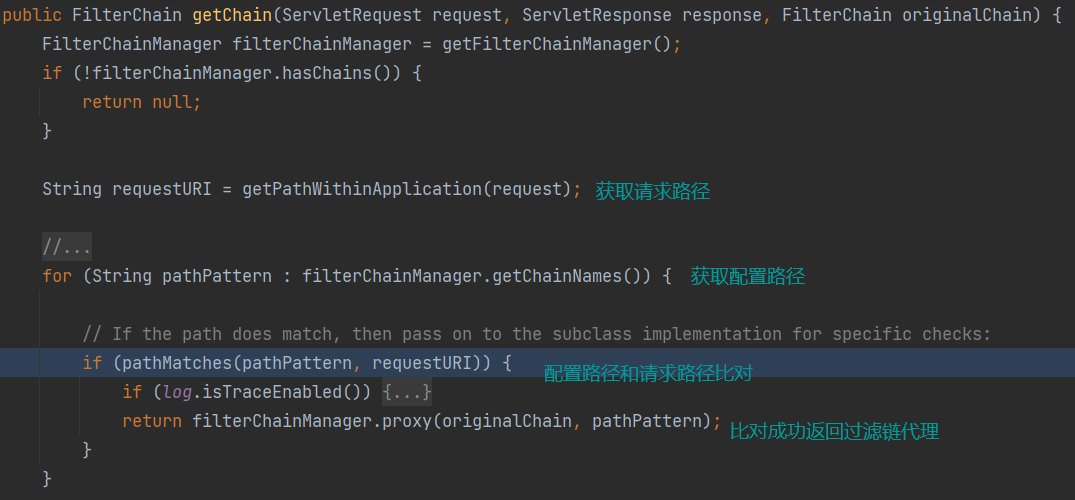 public FilterChain getChain(ServletRequest request, ServletResponse response, FilterChain originalChain) {
FilterChainManager filterChainManager = getFilterChainManager();
if (!filterChainManager.hasChains()) {
return null;
}
String requestURI = getPathWithinApplication(request); 获取请求路径
//...
for (String pathPattern : filterChainManager.getChainNames()) { 获取配置路径
// If the path does match, then pass on to the subclass implementation for specific checks:
if (pathMatches(pathPattern, requestURI)) { 配置路径和请求路径比对
if (log.isTraceEnabled()) {...}
return filterChainManager.proxy(originalChain, pathPattern); 比对成功返回过滤链代理
}
}